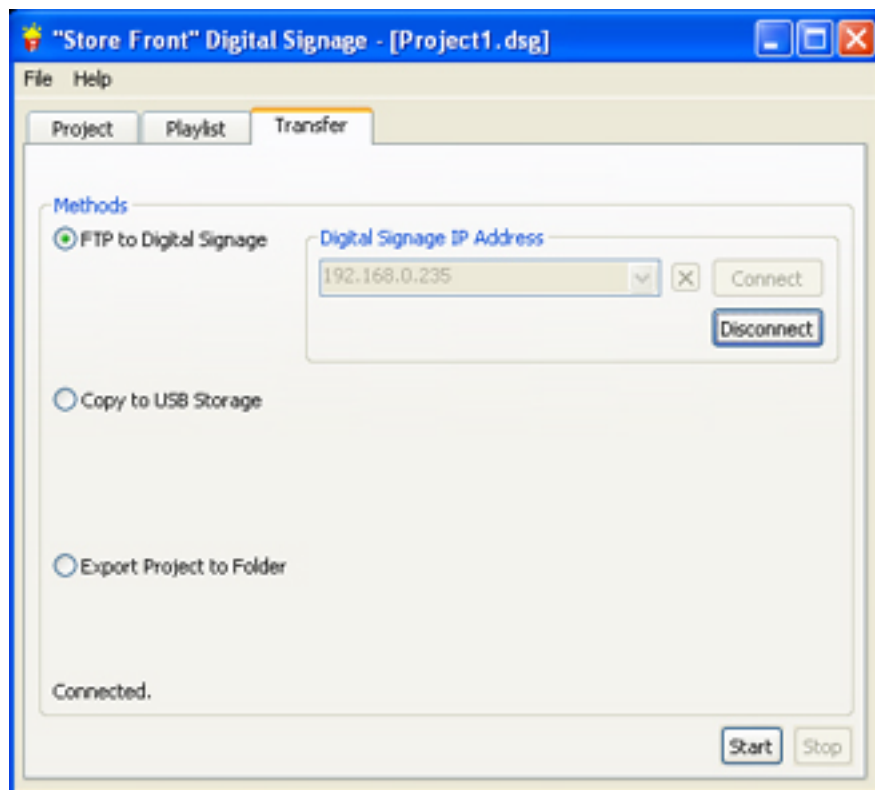 "Store Front" Digital Signage - [Project1.dsg]
File Help
Project Playlist Transfer
Methods
FTP to Digital Signage
Digital Signage IP Address
192.168.0.235
Connect
Disconnect
Copy to USB Storage
Export Project to Folder
Connected.
Start Stop